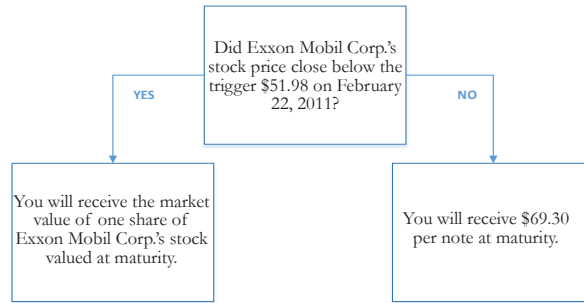 Did Exxon Mobil Corp.'s
stock price close below the
trigger $51.98 on February
22, 2011?
YES
NO
You will receive the market
value of one share of
Exxon Mobil Corp.'s stock
valued at maturity.
You will receive $69.30
per note at maturity.